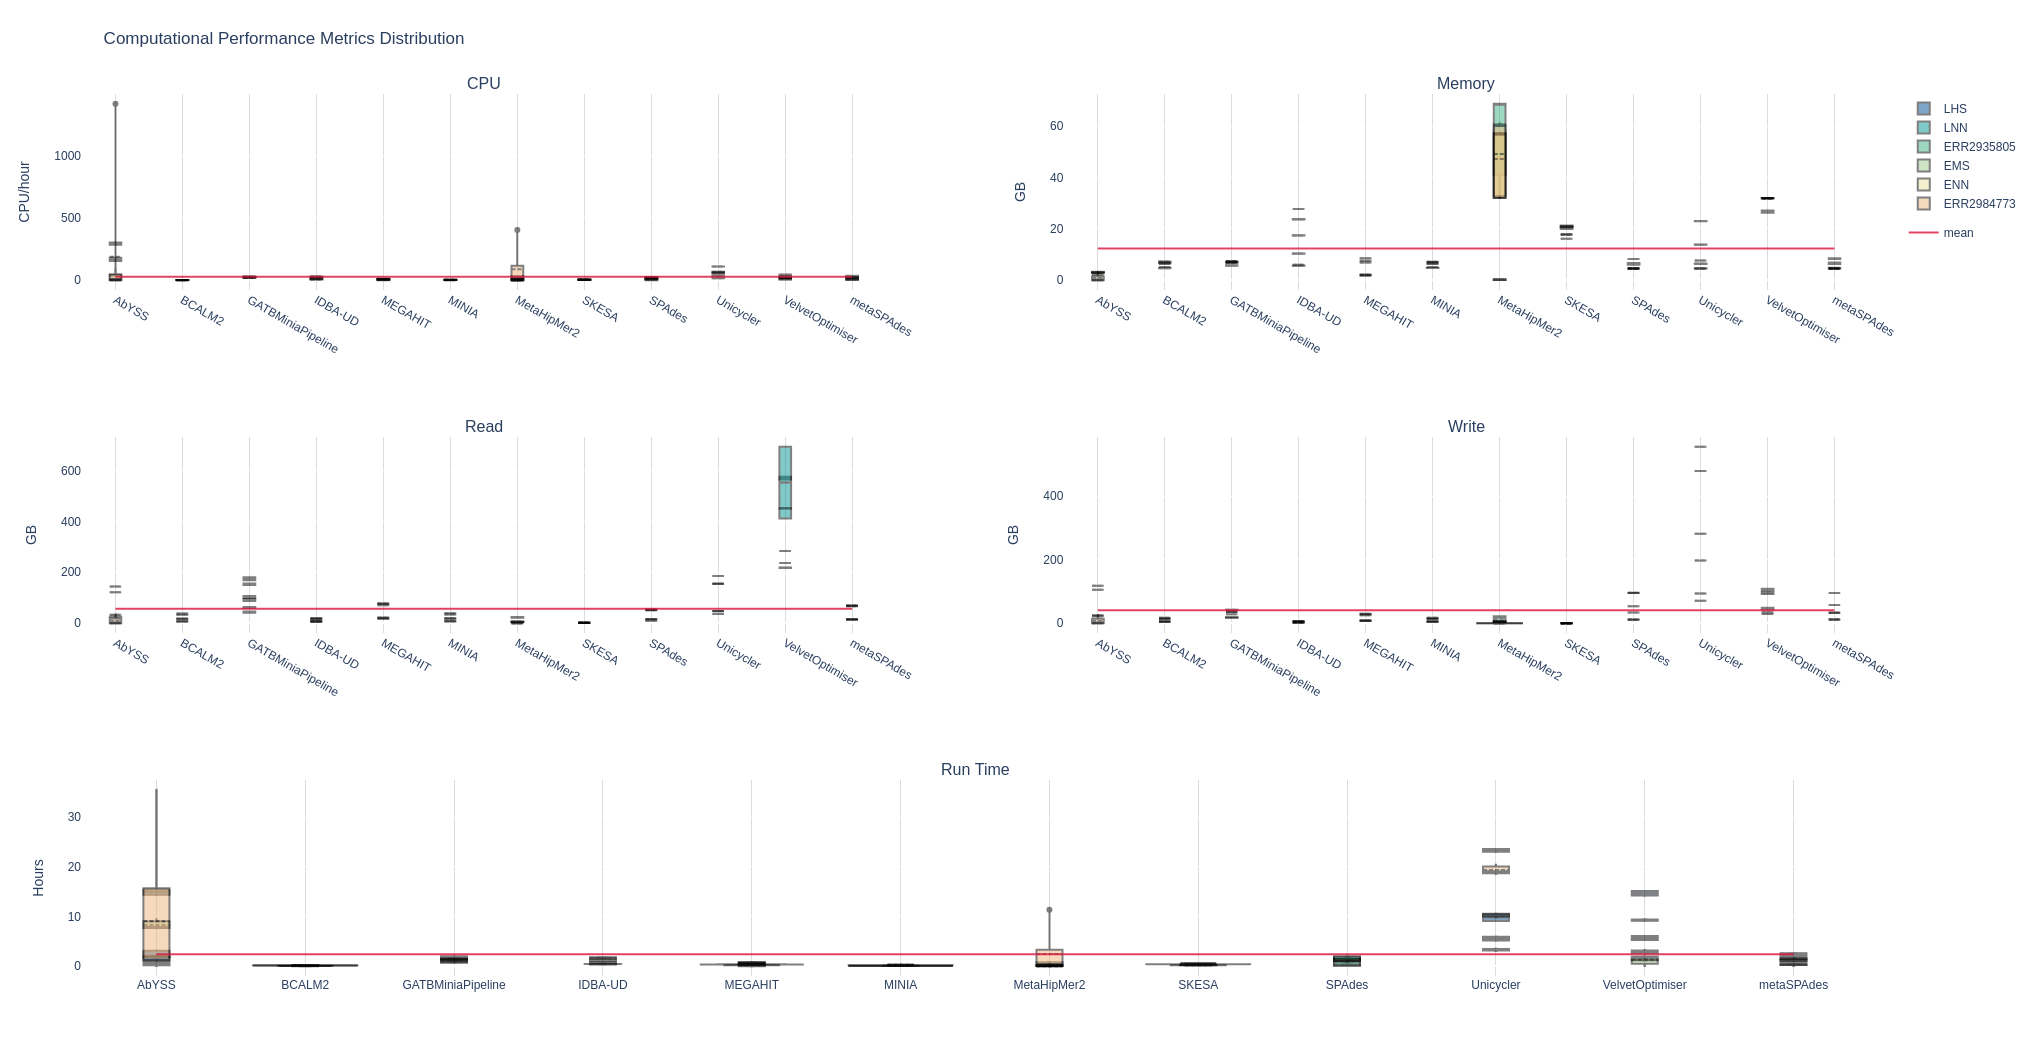 Computational Performance Metrics Distribution
CPU
CPU/hour
1000
500
0
AbYSS
BCALM2
GATBMiniaPipeline
IDBA-UD
MEGAHIT
MINIA
MetaHipMer2
SKESA
SPAdes
Unicycler
VelvetOptimiser
metaSPAdes
Memory
GB
60
40
20
0
AbYSS
BCALM2
GATBMiniaPipeline
IDBA-UD
MEGAHIT
MINIA
MetaHipMer2
SKESA
SPAdes
Unicycler
VelvetOptimiser
metaSPAdes
LHS
LNN
ERR2935805
EMS
ENN
ERR2984773
mean
Read
GB
600
400
200
0
AbYSS
BCALM2
GATBMiniaPipeline
IDBA-UD
MEGAHIT
MINIA
MetaHipMer2
SKESA
SPAdes
Unicycler
VelvetOptimiser
metaSPAdes
Write
GB
400
200
0
AbYSS
BCALM2
GATBMiniaPipeline
IDBA-UD
MEGAHIT
MINIA
MetaHipMer2
SKESA
SPAdes
Unicycler
VelvetOptimiser
metaSPAdes
Run Time
Hours
30
20
10
0
AbYSS
BCALM2
GATBMiniaPipeline
IDBA-UD
MEGAHIT
MINIA
MetaHipMer2
SKESA
SPAdes
Unicycler
VelvetOptimiser
metaSPAdes